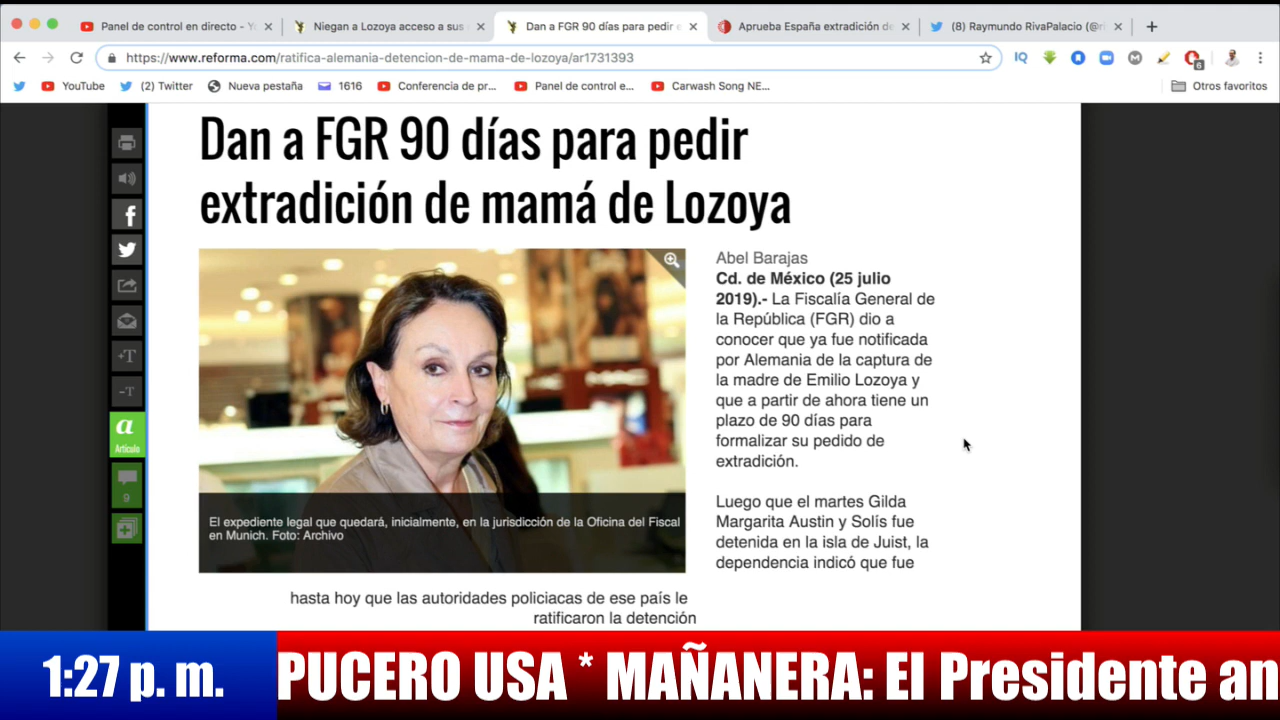 Panel de control en directo - Y
Niegan a Lozoya acceso a sus
Dan a FGR 90 días para pedir
Aprueba España extradición de
(8) Raymundo RivaPalacio (@r
https://www.reforma.com/ratifica-alemania-detencion-de-mama-de-lozoya/ar1731393
IQ
6
YouTube
(2) Twitter
Nueva pestaña
1616
Conferencia de pr...
Panel de control e...
Carwash Song NE...
Otros favoritos
Dan a FGR 90 días para pedir
extradición de mamá de Lozoya
+T
-T
a
Artículo
9
El expediente legal que quedará, inicialmente, en la jurisdicción de la Oficina del Fiscal
en Munich. Foto: Archivo
Abel Barajas
Cd. de México (25 julio
2019).- La Fiscalía General de
la República (FGR) dio a
conocer que ya fue notificada
por Alemania de la captura de
la madre de Emilio Lozoya y
que a partir de ahora tiene un
plazo de 90 días para
formalizar su pedido de
extradición.
Luego que el martes Gilda
Margarita Austin y Solís fue
detenida en la isla de Juist, la
dependencia indicó que fue
hasta hoy que las autoridades policiacas de ese país le
ratificaron la detención
1:27 p. m.
PUCERO USA * MAÑANERA: El Presidente an